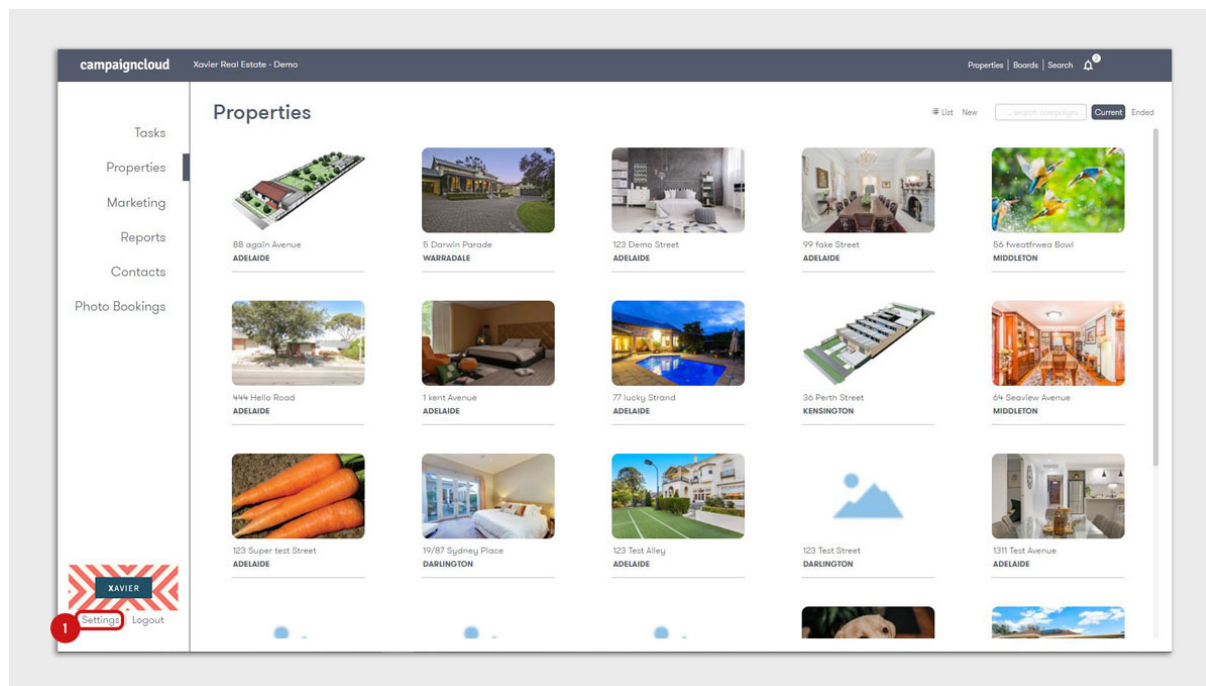 campaigncloud
Xavier Real Estate - Demo
Properties | Boards | Search
Tasks
Properties
Marketing
Reports
Contacts
Photo Bookings
Properties
List New
... search campaigns ...
Current
Ended
88 again Avenue
ADELAIDE
5 Darwin Parade
WARRADALE
123 Demo Street
ADELAIDE
99 fake Street
ADELAIDE
56 fweatfrwea Bowl
MIDDLETON
444 Hello Road
ADELAIDE
1 kent Avenue
ADELAIDE
77 lucky Strand
ADELAIDE
36 Perth Street
KENSINGTON
64 Seaview Avenue
MIDDLETON
123 Super test Street
ADELAIDE
19/87 Sydney Place
DARLINGTON
123 Test Alley
ADELAIDE
123 Test Street
DARLINGTON
1311 Test Avenue
ADELAIDE
XAVIER
1
Settings | Logout